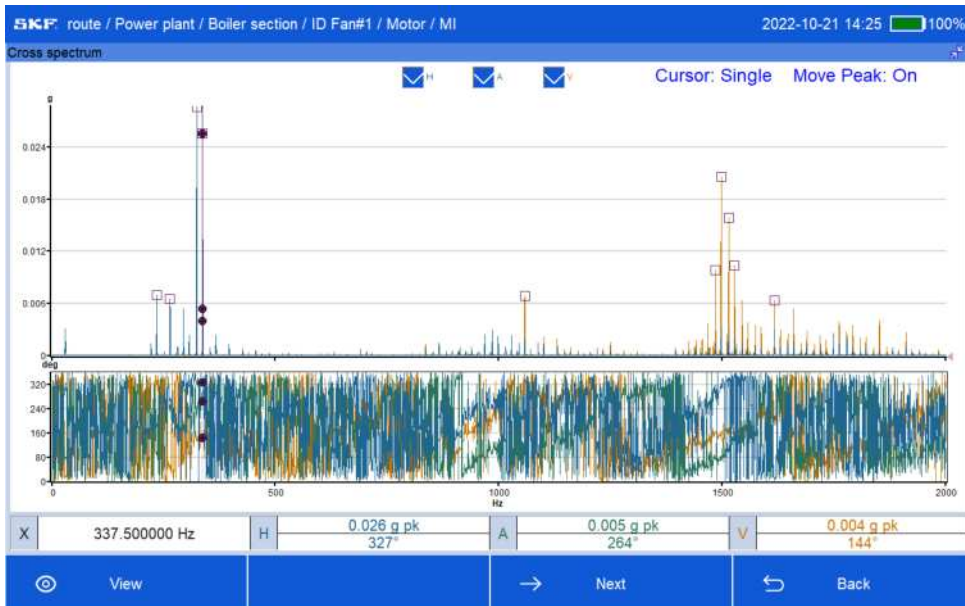 SKF route / Power plant / Boiler section / ID Fan#1 / Motor / MI 2022-10-21 14:25 100%
Cross spectrum
H A V Cursor: Single Move Peak: On
g
0.024
0.018
0.012
0.006
0
deg
320
240
160
80
0
0 500 1000 1500 2000
Hz
X 337.500000 Hz H 0.026 g pk A 0.005 g pk V 0.004 g pk
327° 264° 144°
View Next Back